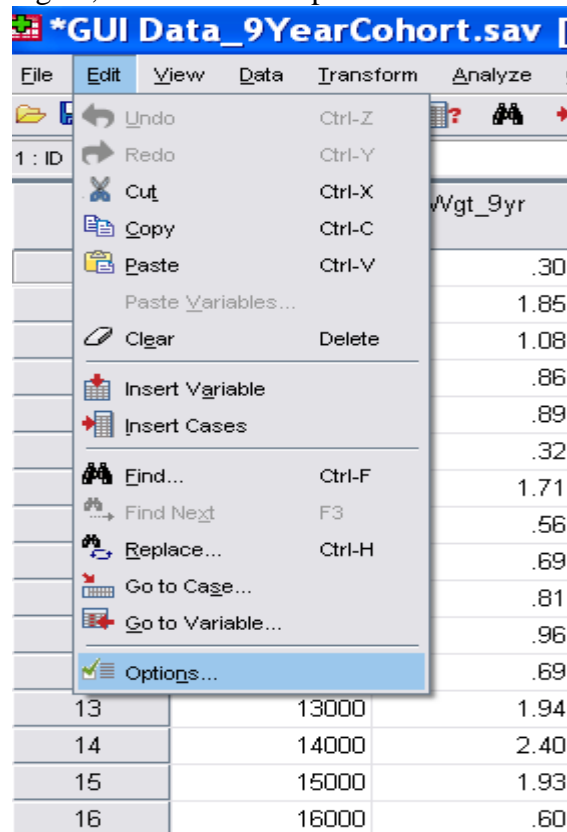 *GUI Data_9YearCohort.sav [
File Edit View Data Transform Analyze
1 : ID
Undo Ctrl-Z
Redo Ctrl-Y
Cut Ctrl-X
Copy Ctrl-C
Paste Ctrl-V
Paste Variables...
Clear Delete
Insert Variable
Insert Cases
Find... Ctrl-F
Find Next F3
Replace... Ctrl-H
Go to Case...
Go to Variable...
Options...
Wgt_9yr
.30
1.85
1.08
.86
.89
.32
1.71
.56
.69
.81
.96
.69
13 13000 1.94
14 14000 2.40
15 15000 1.93
16 16000 .60